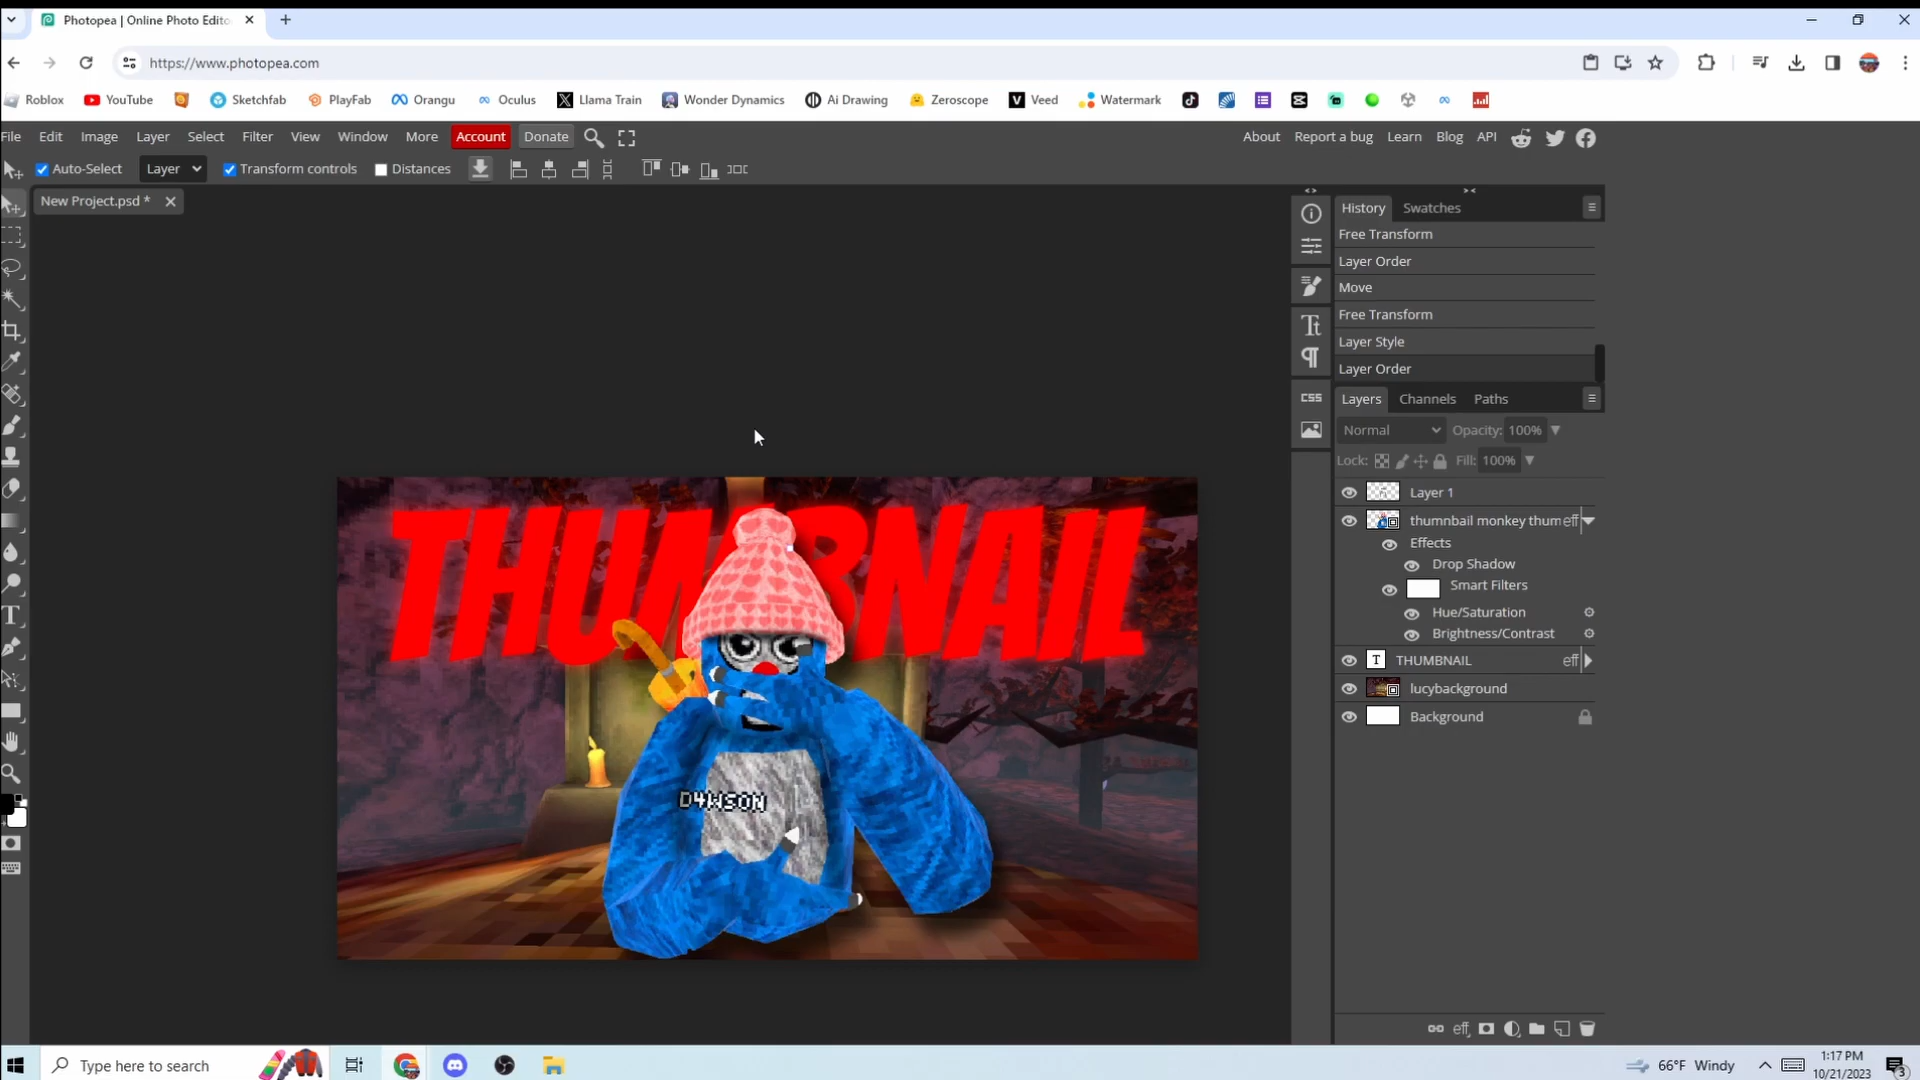 Photopea | Online Photo Edito
https://www.photopea.com
Roblox YouTube Sketchfab PlayFab Orangu Oculus Llama Train Wonder Dynamics Ai Drawing Zeroscope Veed Watermark
File Edit Image Layer Select Filter View Window More Account Donate About Report a bug Learn Blog API
Auto-Select Layer Transform controls Distances
New Project.psd *
History Swatches
Free Transform
Layer Order
Move
Free Transform
Layer Style
Layer Order
CSS
Layers Channels Paths
Normal Opacity: 100%
Lock: Fill: 100%
Layer 1
thumnbail monkey thum eff
Effects
Drop Shadow
Smart Filters
Hue/Saturation
Brightness/Contrast
T THUMBNAIL eff
lucybackground
Background
THUMBNAIL
D4WSON
eff
Type here to search
66°F Windy
1:17 PM
10/21/2023
3